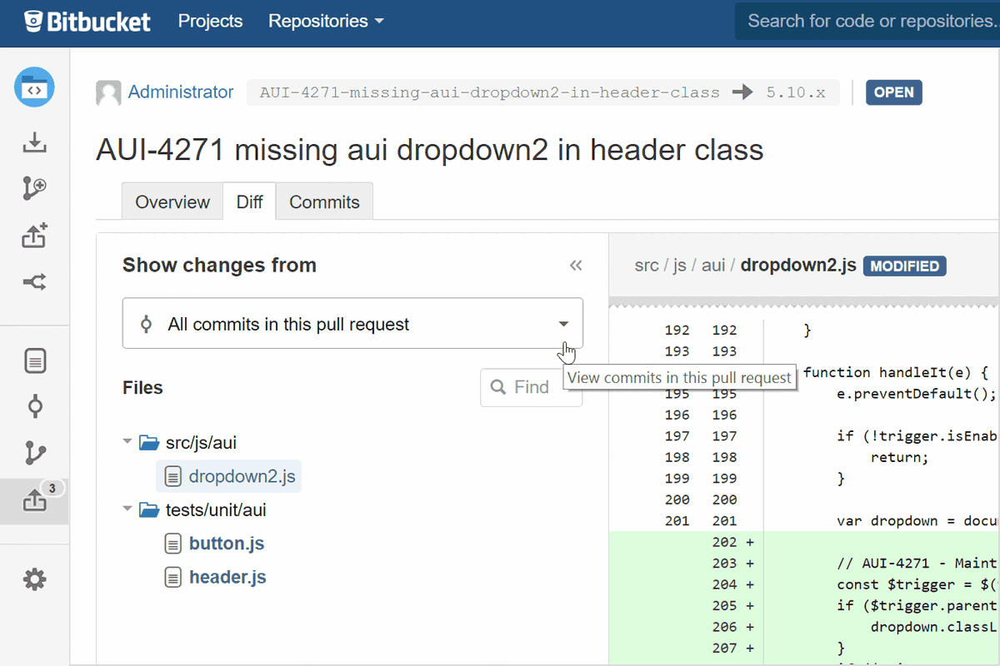 Bitbucket Projects Repositories Search for code or repositories..
Administrator AUI-4271-missing-aui-dropdown2-in-header-class 5.10.x OPEN
AUI-4271 missing aui dropdown2 in header class
Overview Diff Commits
Show changes from
All commits in this pull request
Files
Find
View commits in this pull request
src/js/aui
dropdown2.js
tests/unit/aui
button.js
header.js
3
src / js / aui / dropdown2.js MODIFIED
192 192 }
193 193
function handleIt(e) {
195 195 e.preventDefault();
196 196
197 197 if (!trigger.isEnab
198 198 return;
199 199 }
200 200
201 201 var dropdown = docu
202 +
203 + // AUI-4271 - Maint
204 + const $trigger = $(
205 + if ($trigger.parent
206 + dropdown.classL
207 + }